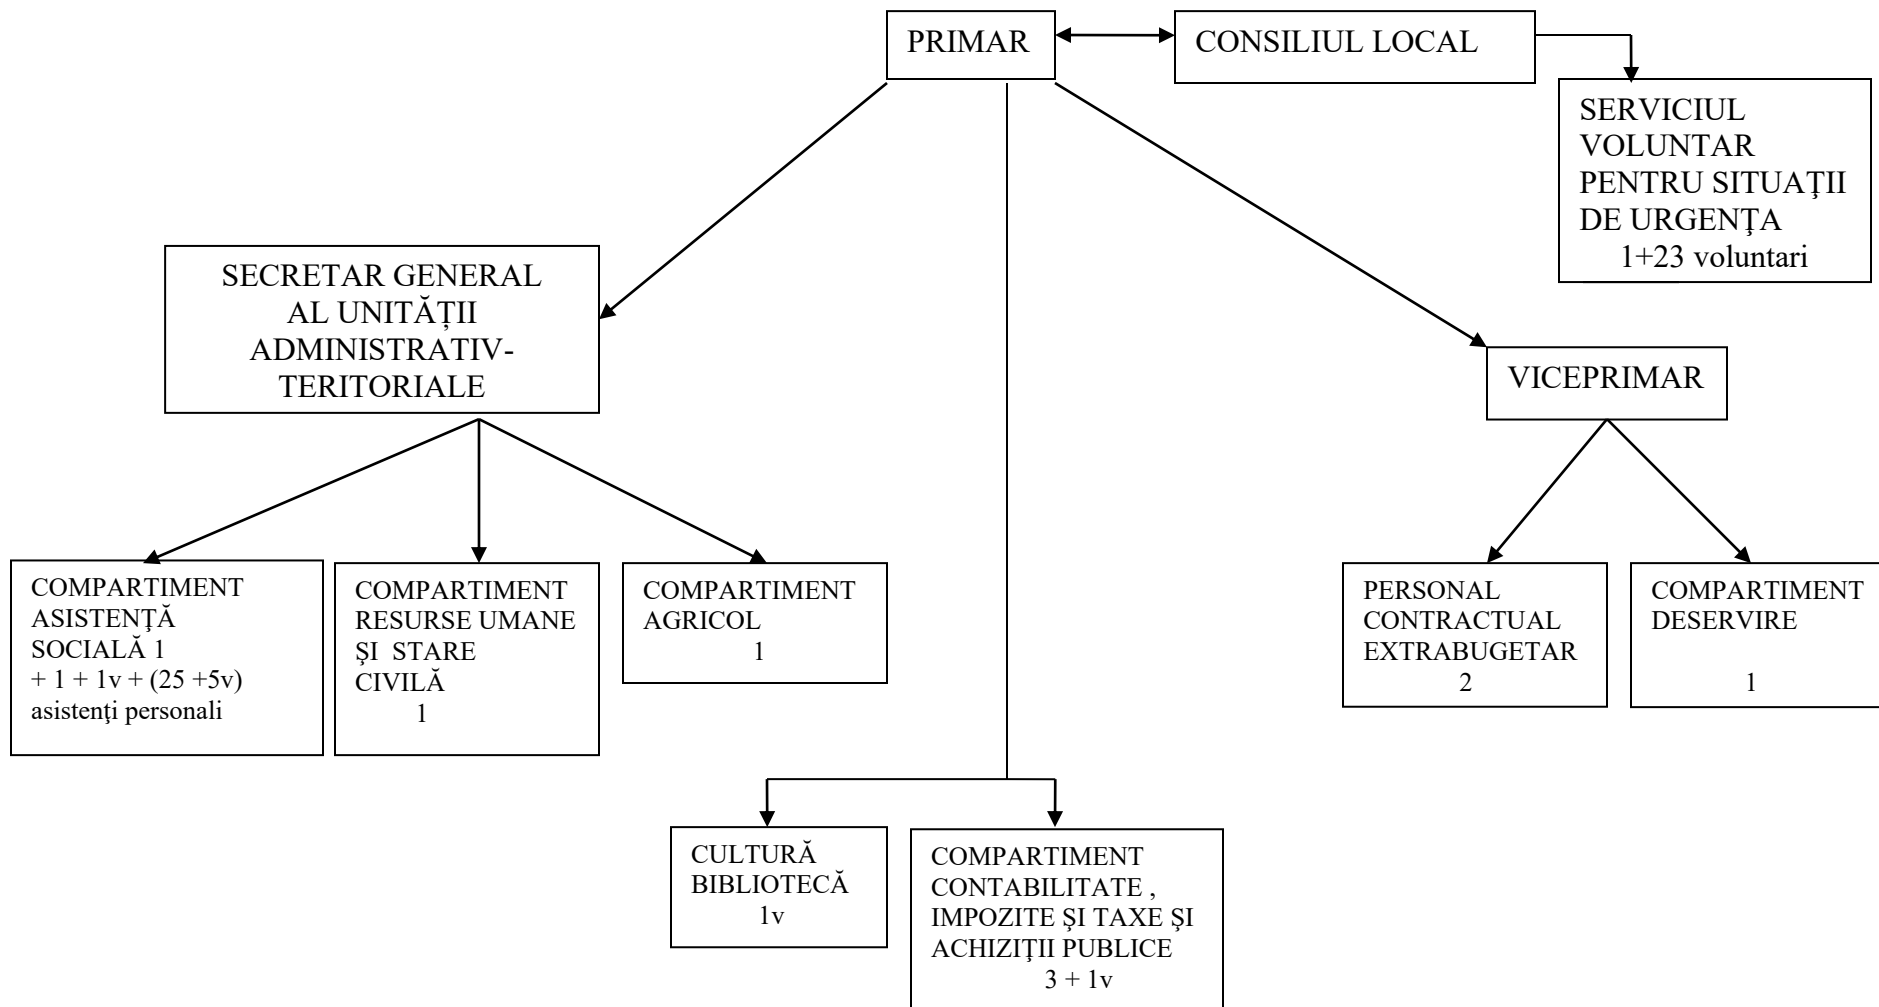 PRIMAR
CONSILIUL LOCAL
SERVICIUL
VOLUNTAR
PENTRU SITUAŢII
DE URGENŢA
1+23 voluntari
SECRETAR GENERAL
AL UNITĂȚII
ADMINISTRATIV-
TERITORIALE
VICEPRIMAR
COMPARTIMENT
ASISTENŢĂ
SOCIALĂ 1
+ 1 + 1v + (25 +5v)
asistenţi personali
COMPARTIMENT
RESURSE UMANE
ŞI STARE
CIVILĂ
1
COMPARTIMENT
AGRICOL
1
PERSONAL
CONTRACTUAL
EXTRABUGETAR
2
COMPARTIMENT
DESERVIRE
1
CULTURĂ
BIBLIOTECĂ
1v
COMPARTIMENT
CONTABILITATE ,
IMPOZITE ŞI TAXE ŞI
ACHIZIŢII PUBLICE
3 + 1v